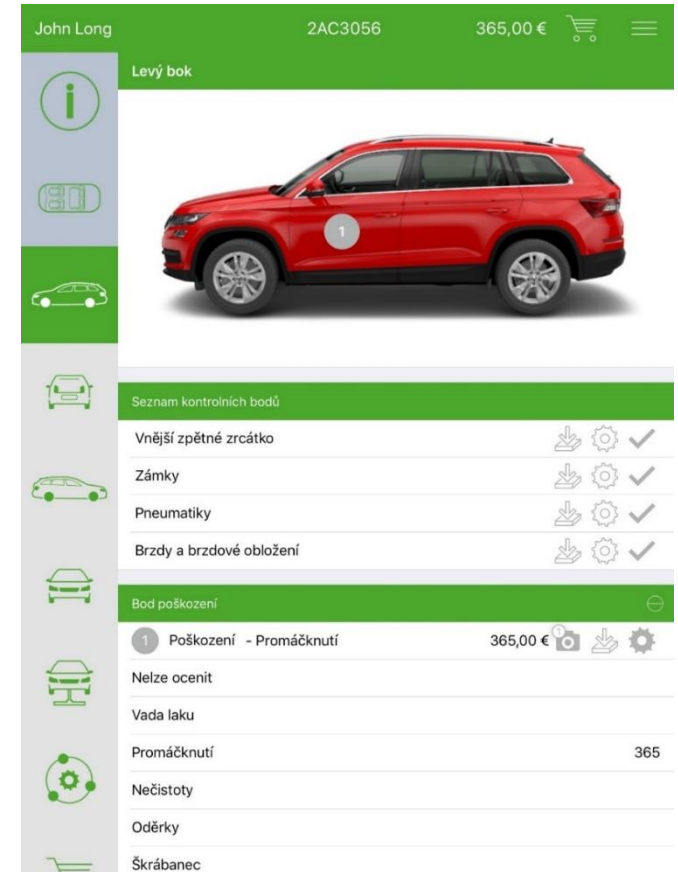 John Long 2AC3056 365,00 €
Levý bok
1
Seznam kontrolních bodů
Vnější zpětné zrcátko
Zámky
Pneumatiky
Brzdy a brzdové obložení
Bod poškození
1 Poškození - Promáčknutí 365,00 € 1
Nelze ocenit
Vada laku
Promáčknutí 365
Nečistoty
Oděrky
Škrábanec